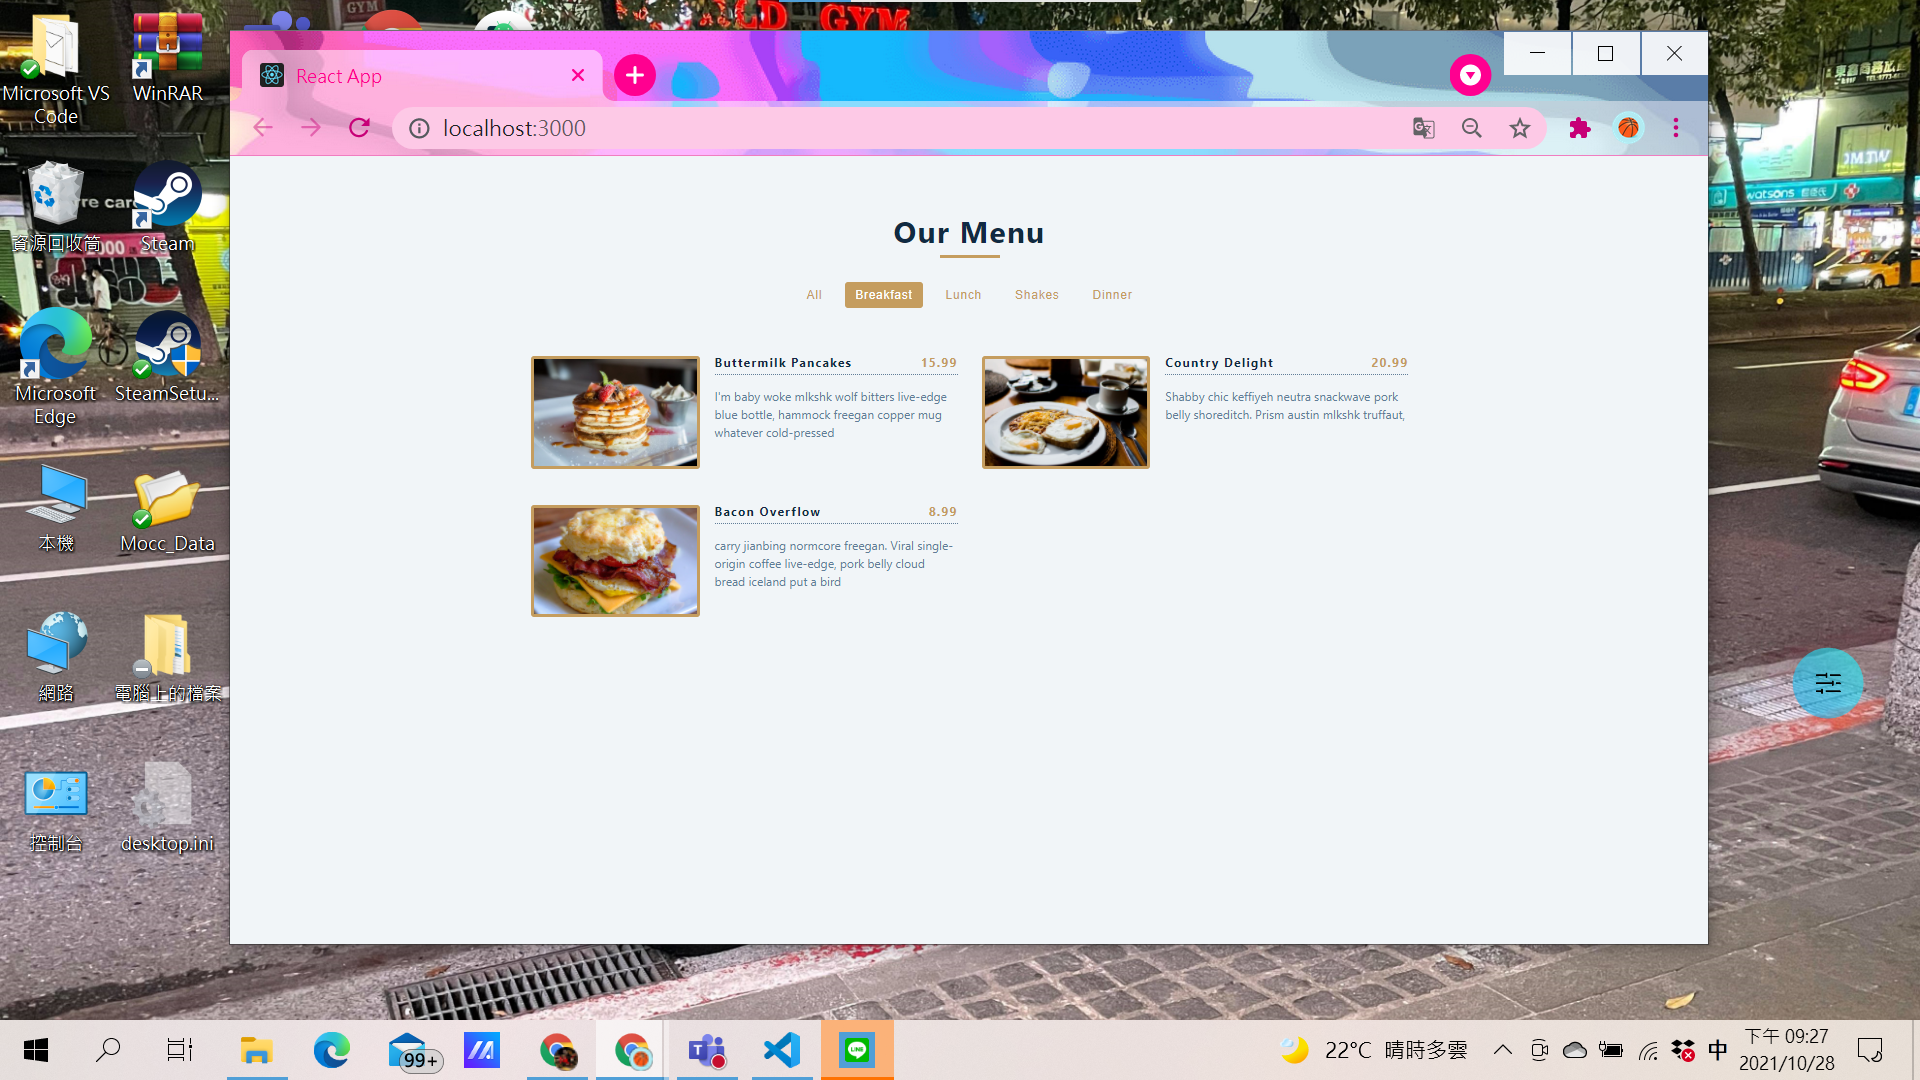 Microsoft VS
Code
WinRAR
資源回收筒
Steam
Microsoft
Edge
SteamSetu...
本機
Mocc_Data
網路
電腦上的檔案
控制台
desktop.ini
GYM
GYM
React App
localhost:3000
Our Menu
All
Breakfast
Lunch
Shakes
Dinner
Buttermilk Pancakes 15.99
I'm baby woke mlkshk wolf bitters live-edge
blue bottle, hammock freegan copper mug
whatever cold-pressed
Country Delight 20.99
Shabby chic keffiyeh neutra snackwave pork
belly shoreditch. Prism austin mlkshk truffaut,
Bacon Overflow 8.99
carry jianbing normcore freegan. Viral single-
origin coffee live-edge, pork belly cloud
bread iceland put a bird
watsons
99+
LINE
22°C 晴時多雲
中
下午 09:27
2021/10/28